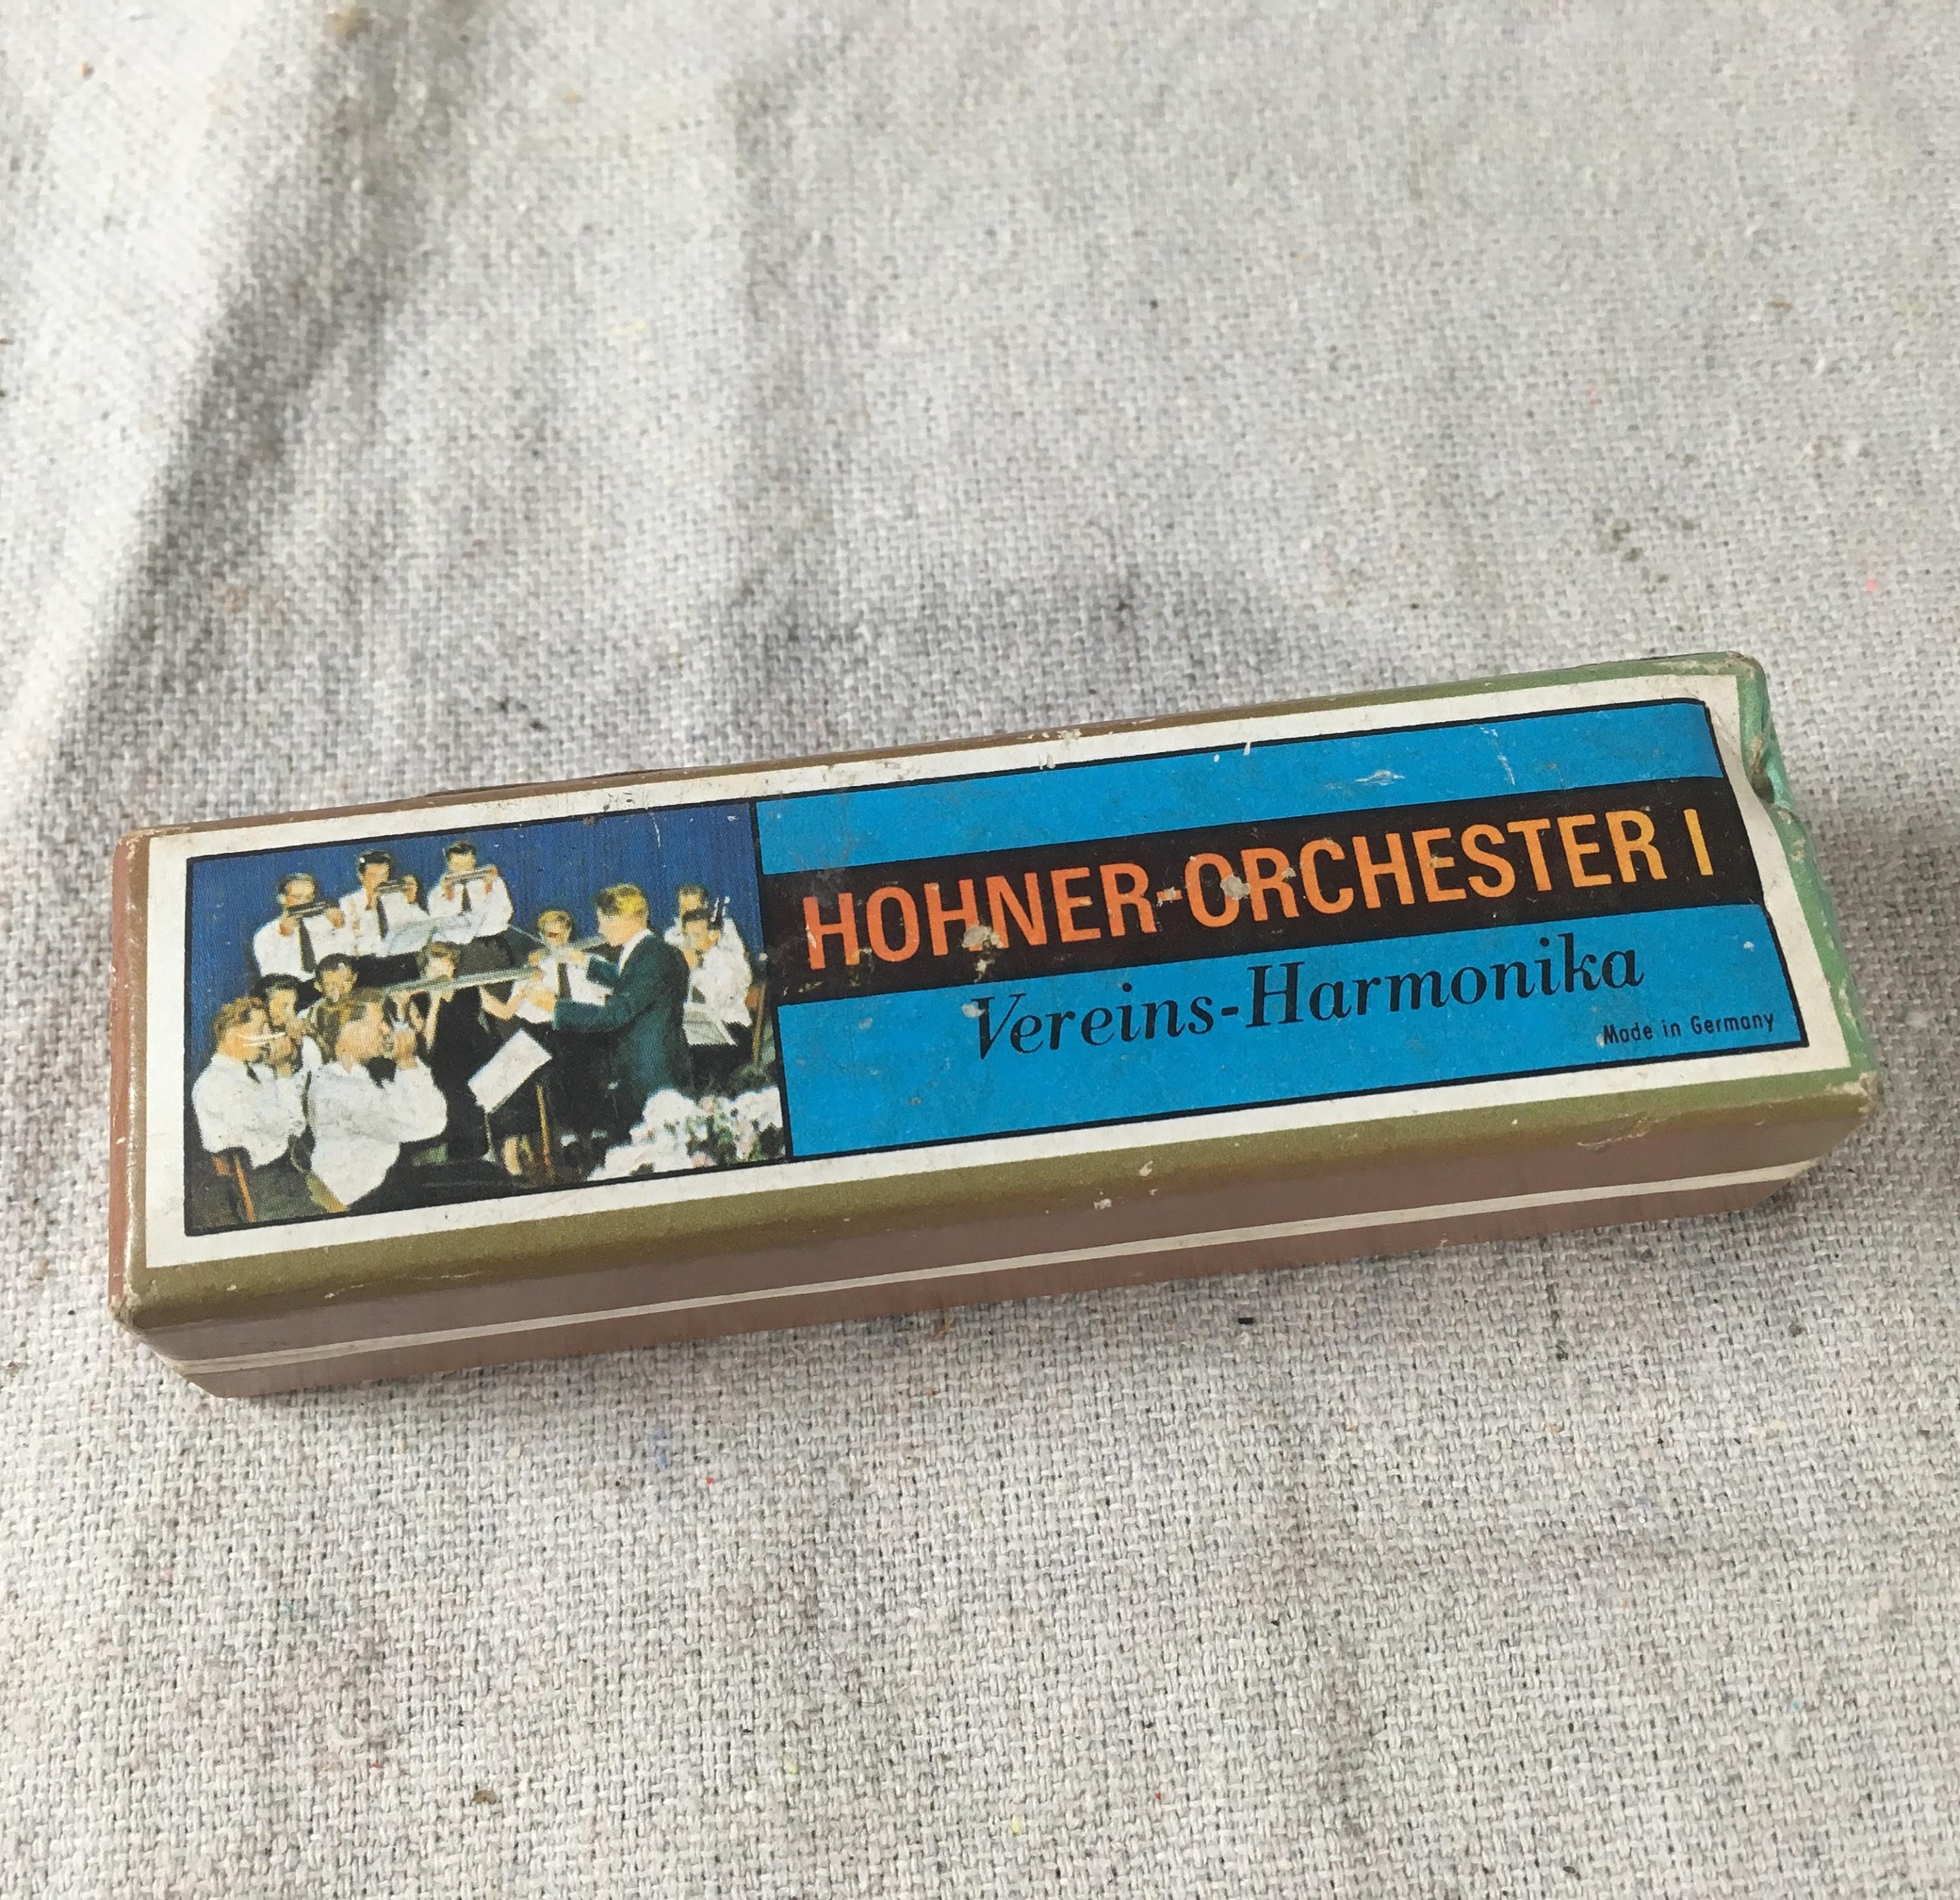 HOHNER-ORCHESTER I
Vereins-Harmonika
Made in Germany